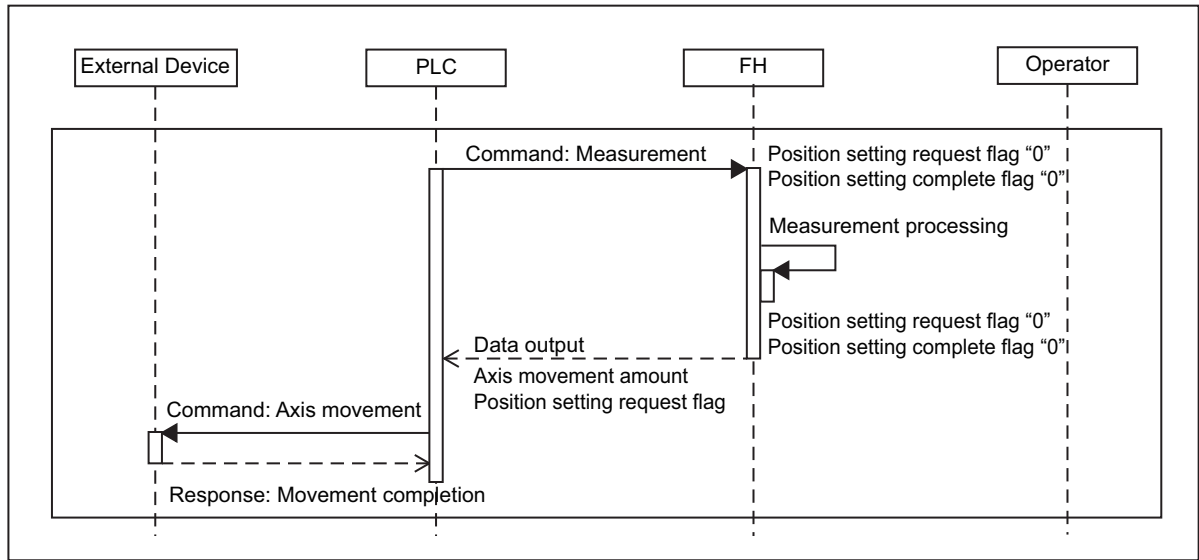 External Device
PLC
FH
Operator
Command: Measurement
Position setting request flag “0”
Position setting complete flag “0”
Measurement processing
Position setting request flag “0”
Position setting complete flag “0”
Data output
Axis movement amount
Position setting request flag
Command: Axis movement
Response: Movement completion